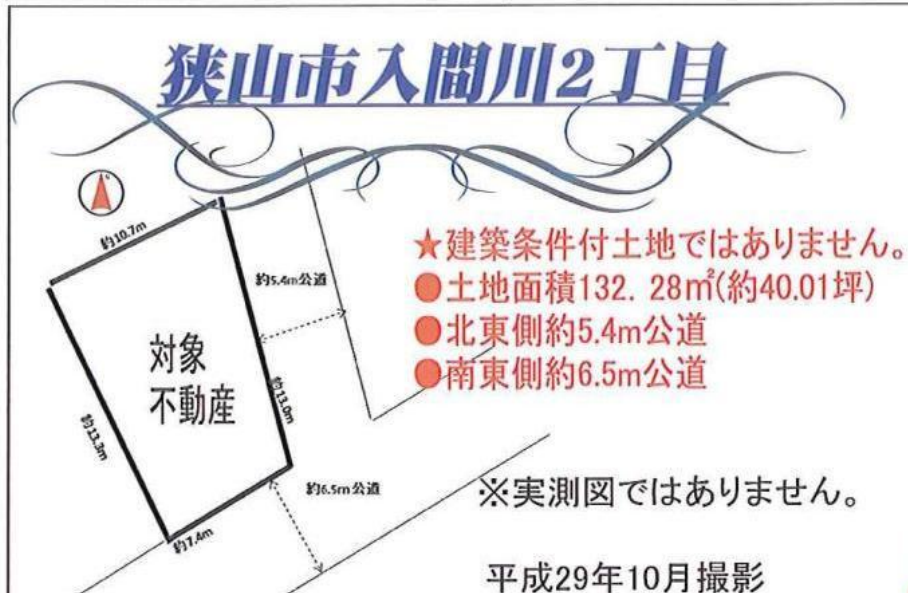 狭山市入間川2丁目
約10.7m
約5.4m公道
★建築条件付土地ではありません。
●土地面積132.28㎡(約40.01坪)
●北東側約5.4m公道
●南東側約6.5m公道
対象
不動産
約13.0m
約13.3m
約6.5m公道
約7.4m
※実測図ではありません。
平成29年10月撮影